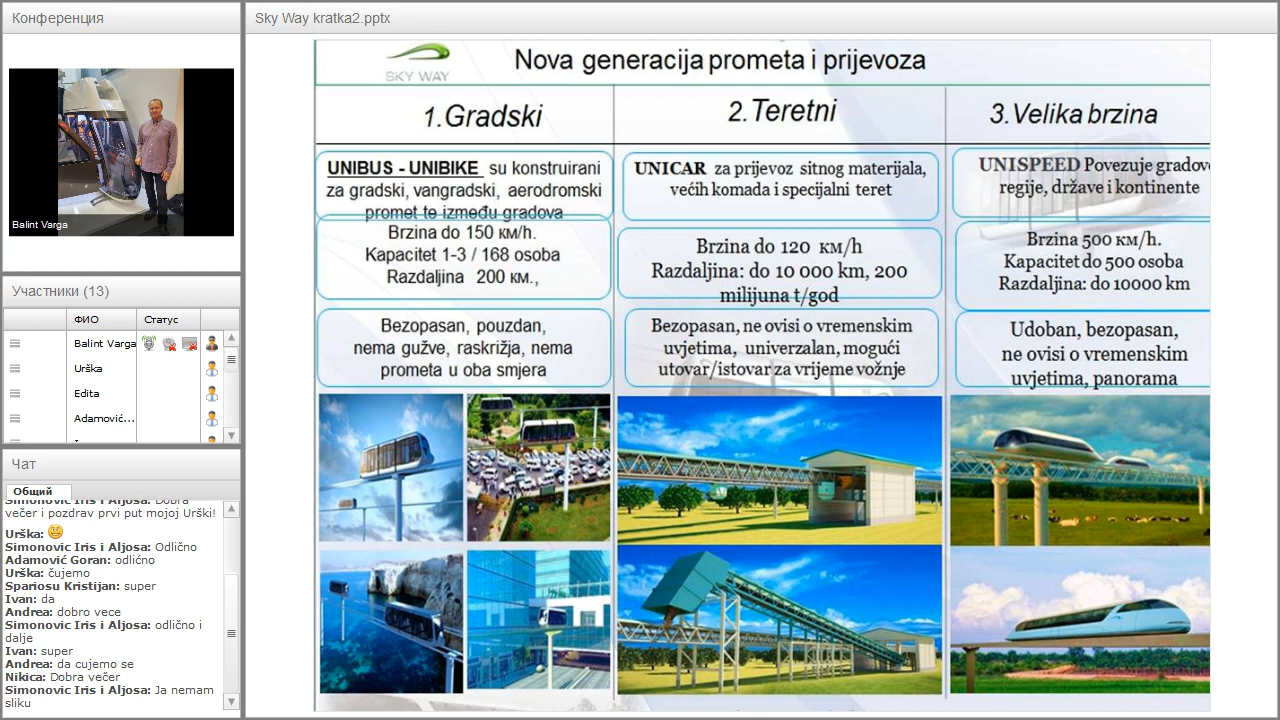 Конференция
Balint Varga
Участники (13)
ФИО
Статус
Balint Varga
Urška
Edita
Adamović...
Чат
Общий
Simonovic Iris i Aljosa: Dobra
večer i pozdrav prvi put mojoj Urški!
Urška:
Simonovic Iris i Aljosa: Odlično
Adamović Goran: odlično
Urška: čujemo
Spariosu Kristijan: super
Ivan: da
Andrea: dobro vece
Simonovic Iris i Aljosa: odlično i
dalje
Ivan: super
Andrea: da cujemo se
Nikica: Dobra večer
Simonovic Iris i Aljosa: Ja nemam
sliku
Sky Way kratka2.pptx
SKY WAY
Nova generacija prometa i prijevoza
1.Gradski
UNIBUS - UNIBIKE su konstruirani
za gradski, vangradski, aerodromski
promet te između gradova
Brzina do 150 км/h.
Kapacitet 1-3 / 168 osoba
Razdaljina 200 км.,
Bezopasan, pouzdan,
nema gužve, raskrižja, nema
prometa u oba smjera
2.Teretni
UNICAR za prijevoz sitnog materijala,
većih komada i specijalni teret
Brzina do 120 км/h
Razdaljina: do 10 000 km, 200
milijuna t/god
Bezopasan, ne ovisi o vremenskim
uvjetima, univerzalan, mogući
utovar/istovar za vrijeme vožnje
3.Velika brzina
UNISPEED Povezuje gradov
regije, države i kontinente
Brzina 500 км/h.
Kapacitet do 500 osoba
Razdaljina: do 10000 km
Udoban, bezopasan,
ne ovisi o vremenskim
uvjetima, panorama